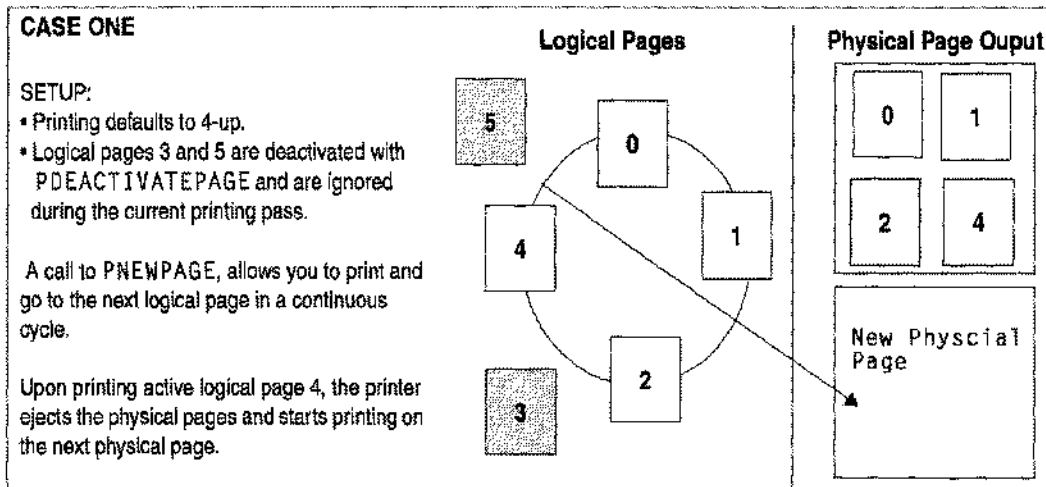 CASE ONE
SETUP:
• Printing defaults to 4-up.
• Logical pages 3 and 5 are deactivated with
PDEACTIVATEPAGE and are ignored
during the current printing pass.
A call to PNEWPAGE, allows you to print and
go to the next logical page in a continuous
cycle.
Upon printing active logical page 4, the printer
ejects the physical pages and starts printing on
the next physical page.
Logical Pages
5
0
4
1
2
3
Physical Page Ouput
0 1
2 4
New Physcial
Page